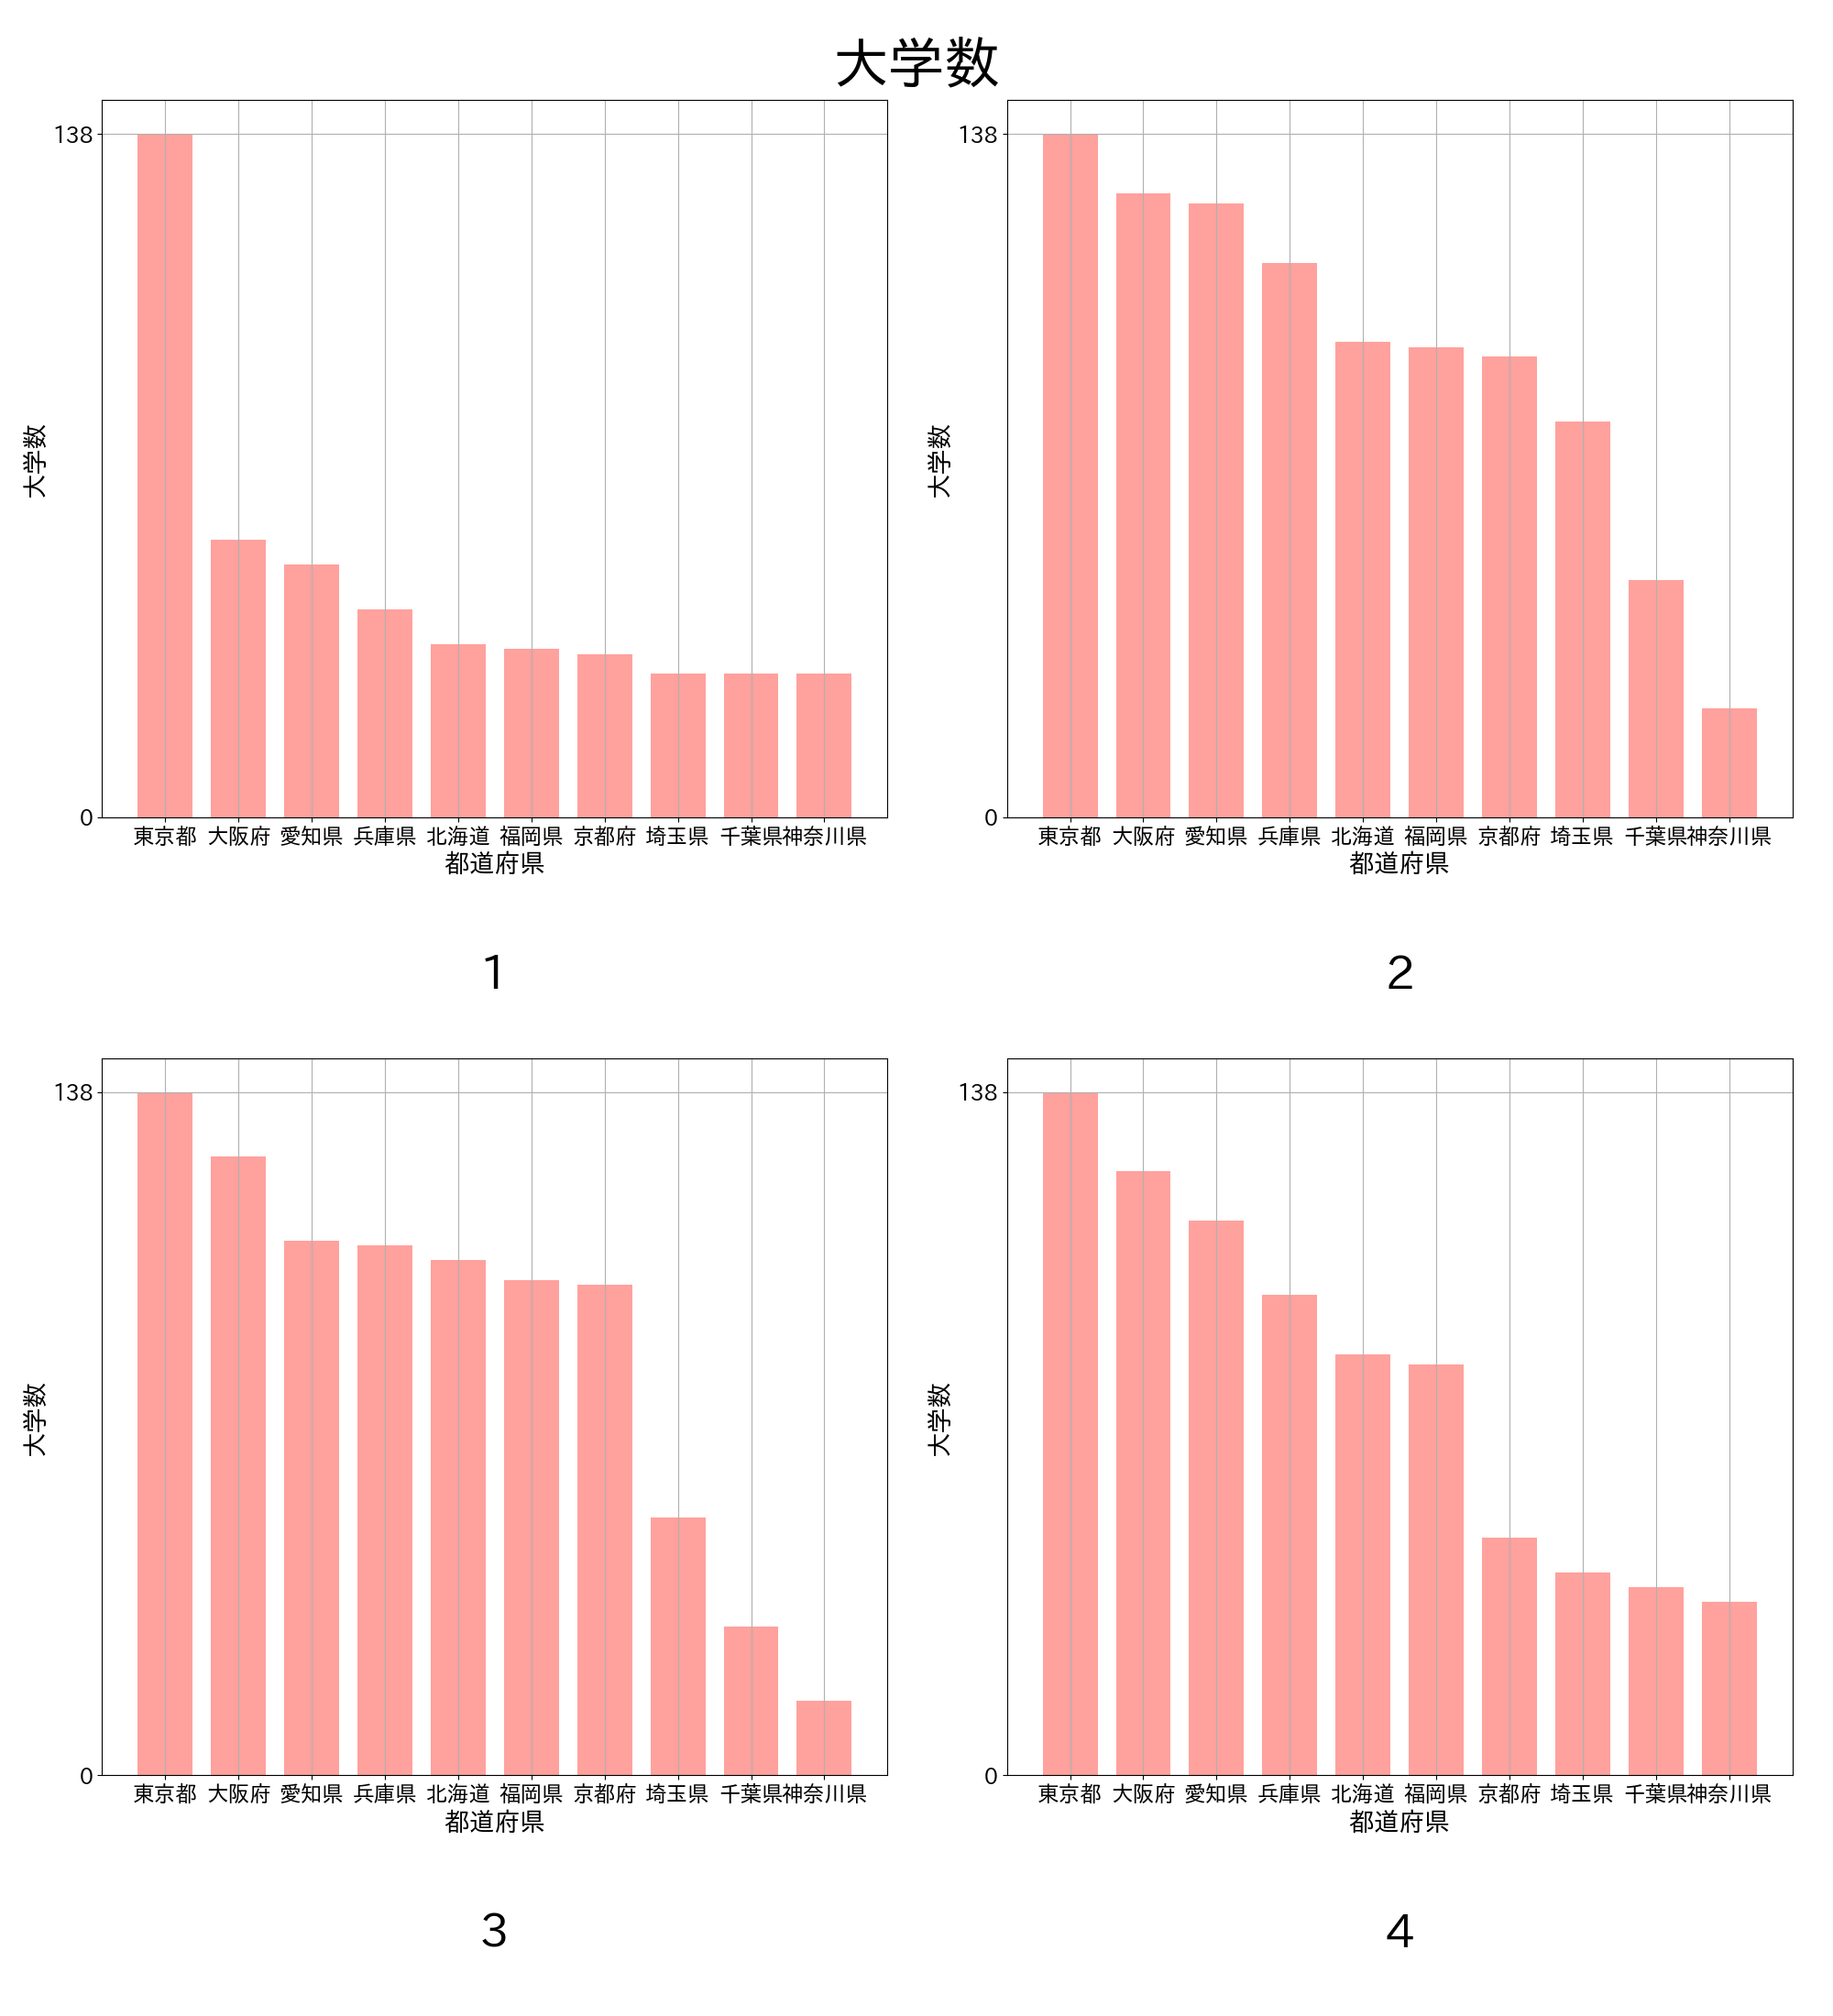 大学数
138
大学数
0
東京都 大阪府 愛知県 兵庫県 北海道 福岡県 京都府 埼玉県 千葉県 神奈川県
都道府県
1
138
大学数
0
東京都 大阪府 愛知県 兵庫県 北海道 福岡県 京都府 埼玉県 千葉県 神奈川県
都道府県
2
138
大学数
0
東京都 大阪府 愛知県 兵庫県 北海道 福岡県 京都府 埼玉県 千葉県 神奈川県
都道府県
3
138
大学数
0
東京都 大阪府 愛知県 兵庫県 北海道 福岡県 京都府 埼玉県 千葉県 神奈川県
都道府県
4